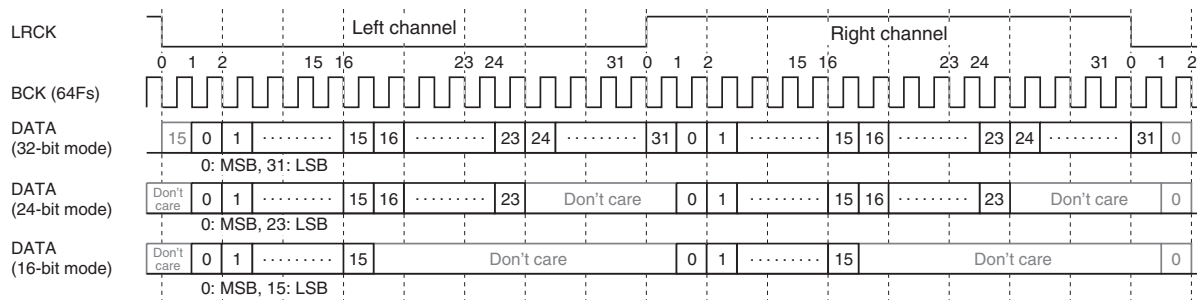 LRCK Left channel Right channel
0 1 2 15 16 23 24 31 0 1 2 15 16 23 24 31 0 1 2
BCK (64Fs)
DATA
(32-bit mode)
15 0 1 ········· 15 16 ········· 23 24 ········· 31 0 1 ········· 15 16 ········· 23 24 ········· 31 0
0: MSB, 31: LSB
DATA
(24-bit mode)
Don't
care
0 1 ········· 15 16 ········· 23 Don't care 0 1 ········· 15 16 ········· 23 Don't care 0
0: MSB, 23: LSB
DATA
(16-bit mode)
Don't
care
0 1 ········· 15 Don't care 0 1 ········· 15 Don't care 0
0: MSB, 15: LSB